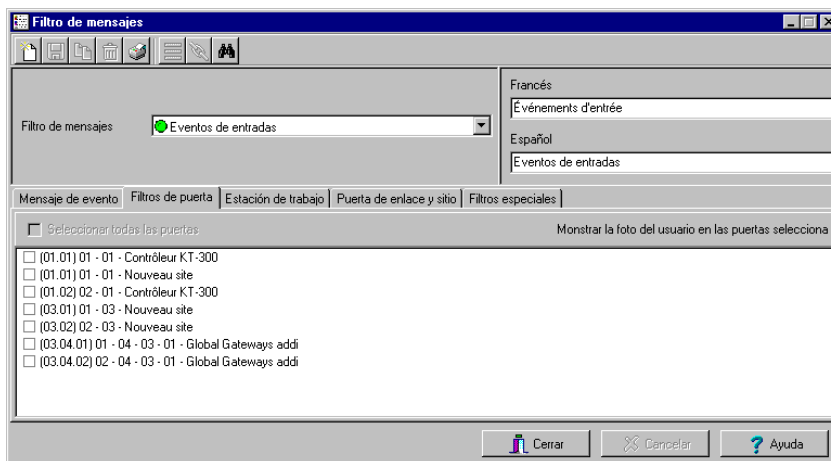 Filtro de mensajes
Francés
Événements d'entrée
Filtro de mensajes
Eventos de entradas
Español
Eventos de entradas
Mensaje de evento
Filtros de puerta
Estación de trabajo
Puerta de enlace y sitio
Filtros especiales
Seleccionar todas las puertas
Monstrar la foto del usuario en las puertas selecciona
(01.01) 01 - 01 - Contrôleur KT-300
(01.01) 01 - 01 - Nouveau site
(01.02) 02 - 01 - Contrôleur KT-300
(03.01) 01 - 03 - Nouveau site
(03.02) 02 - 03 - Nouveau site
(03.04.01) 01 - 04 - 03 - 01 - Global Gateways addi
(03.04.02) 02 - 04 - 03 - 01 - Global Gateways addi
Cerrar
Cancelar
Ayuda